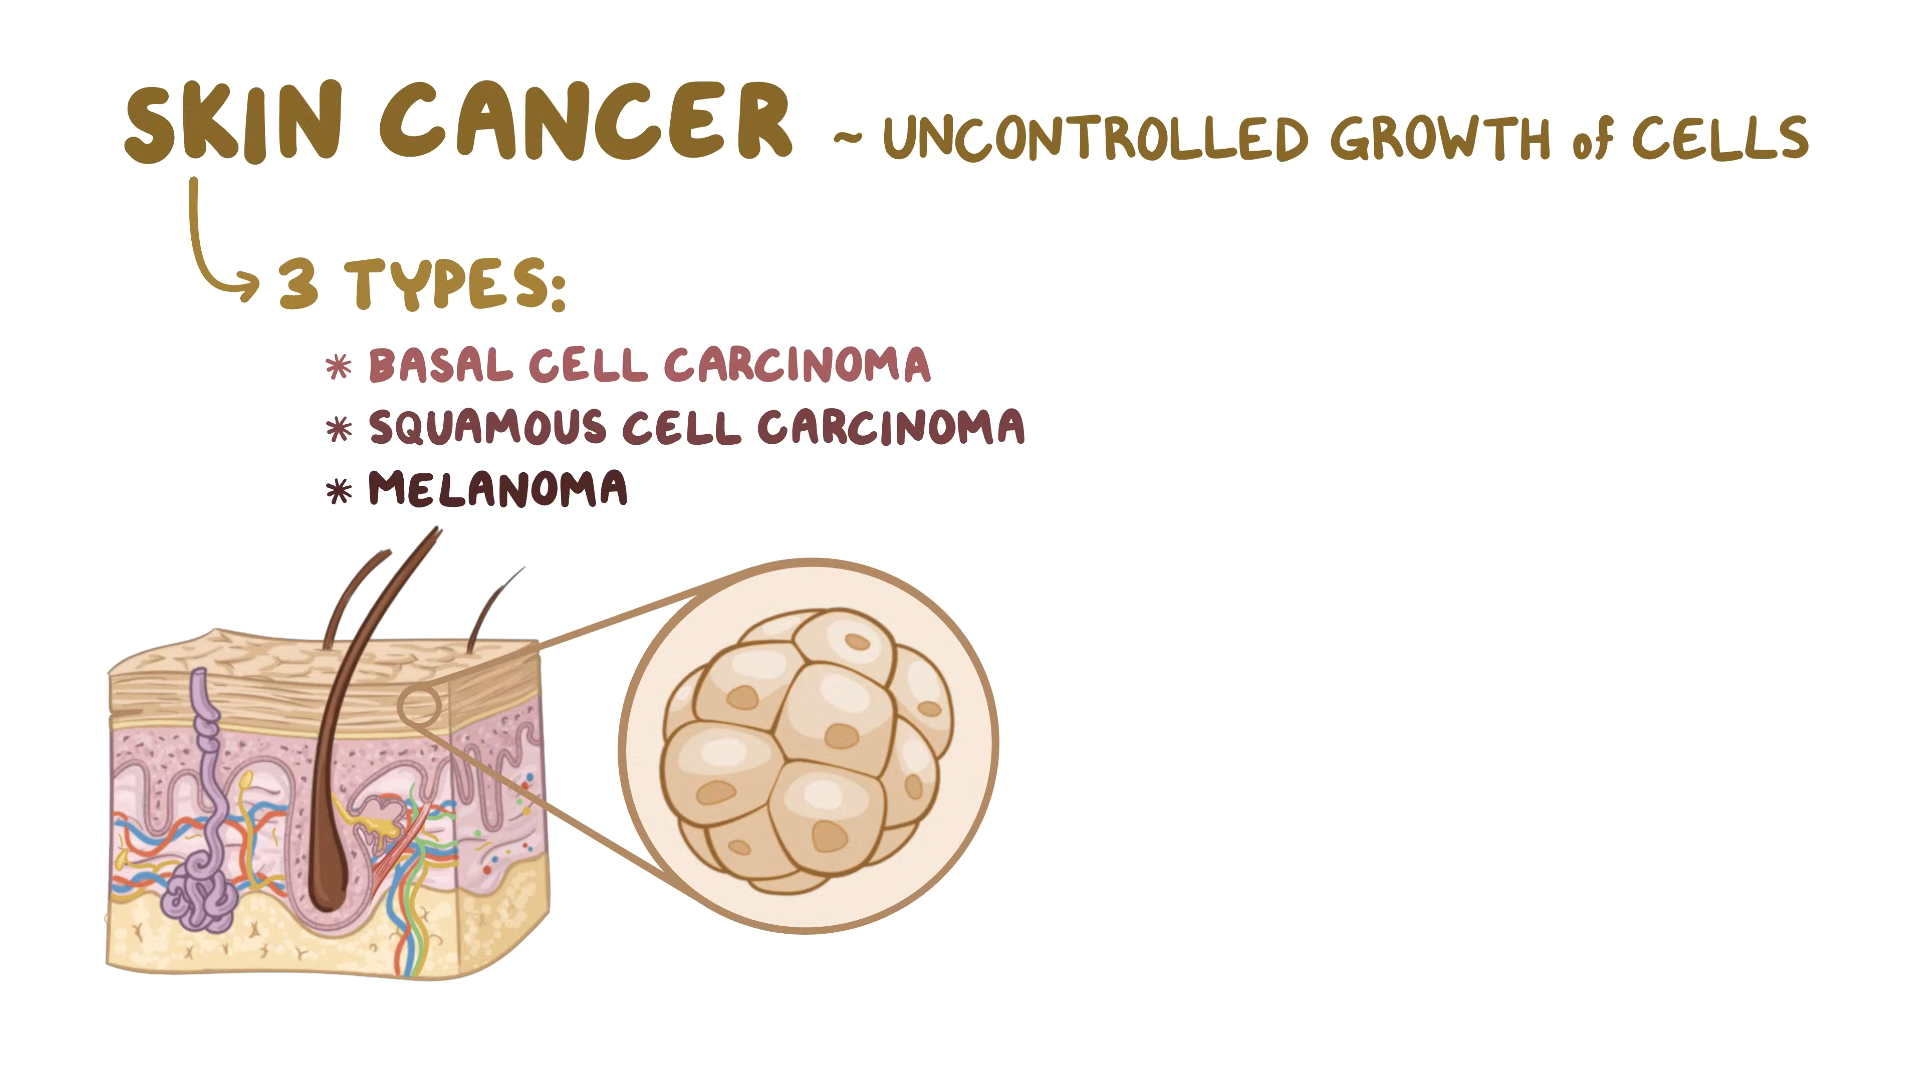 SKIN CANCER ~ UNCONTROLLED GROWTH of CELLS
3 TYPES:
* BASAL CELL CARCINOMA
* SQUAMOUS CELL CARCINOMA
* MELANOMA